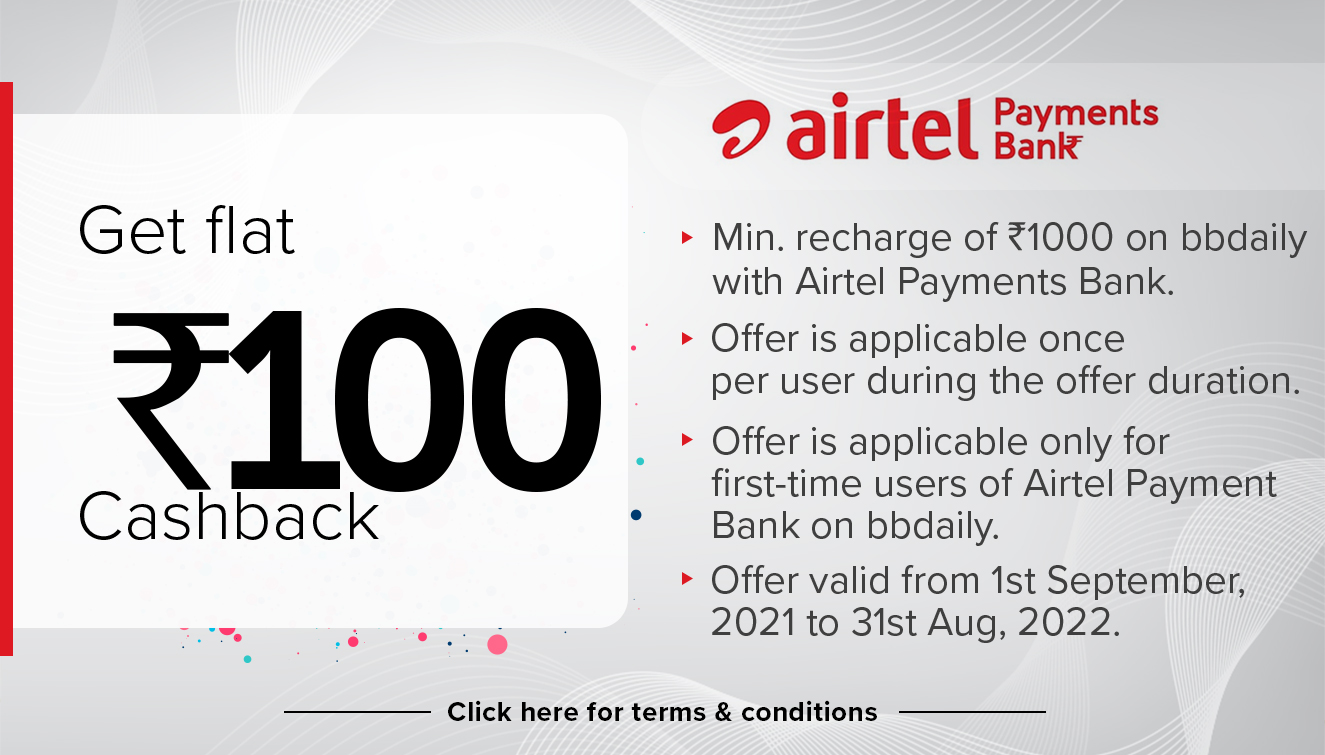 Get flat
₹100
Cashback
airtel Payments
Bank
Min. recharge of ₹1000 on bbdaily
with Airtel Payments Bank.
Offer is applicable once
per user during the offer duration.
Offer is applicable only for
first-time users of Airtel Payment
Bank on bbdaily.
Offer valid from 1st September,
2021 to 31st Aug, 2022.
Click here for terms & conditions